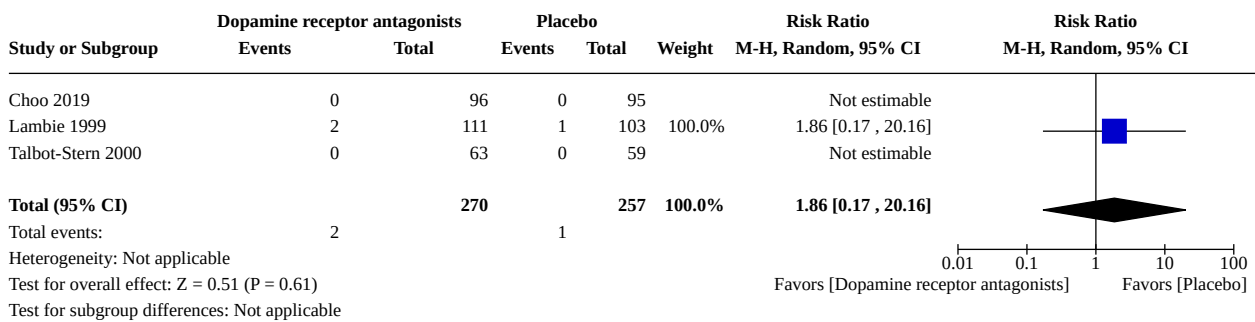 Dopamine receptor antagonists Placebo Risk Ratio Risk Ratio
Study or Subgroup Events Total Events Total Weight M-H, Random, 95% CI M-H, Random, 95% CI
Choo 2019 0 96 0 95 Not estimable
Lambie 1999 2 111 1 103 100.0% 1.86 [0.17 , 20.16]
Talbot-Stern 2000 0 63 0 59 Not estimable
Total (95% CI) 270 257 100.0% 1.86 [0.17 , 20.16]
Total events: 2 1
Heterogeneity: Not applicable 0.01 0.1 1 10 100
Test for overall effect: Z = 0.51 (P = 0.61) Favors [Dopamine receptor antagonists] Favors [Placebo]
Test for subgroup differences: Not applicable